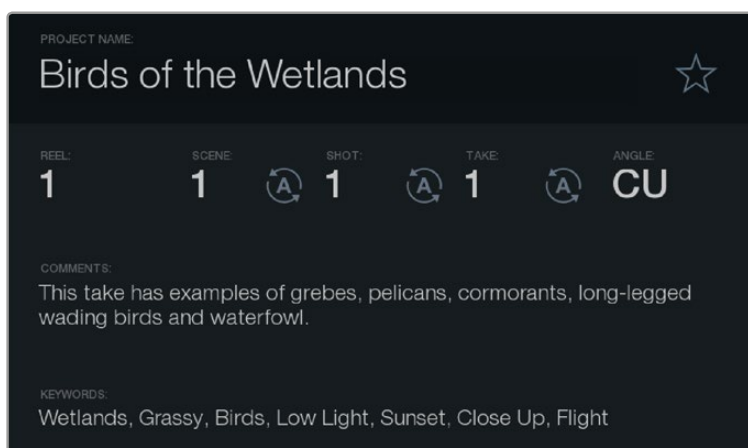 PROJECT NAME:
Birds of the Wetlands
REEL: SCENE: SHOT: TAKE: ANGLE:
1 1 A 1 A 1 A CU
COMMENTS:
This take has examples of grebes, pelicans, cormorants, long-legged
wading birds and waterfowl.
KEYWORDS:
Wetlands, Grassy, Birds, Low Light, Sunset, Close Up, Flight